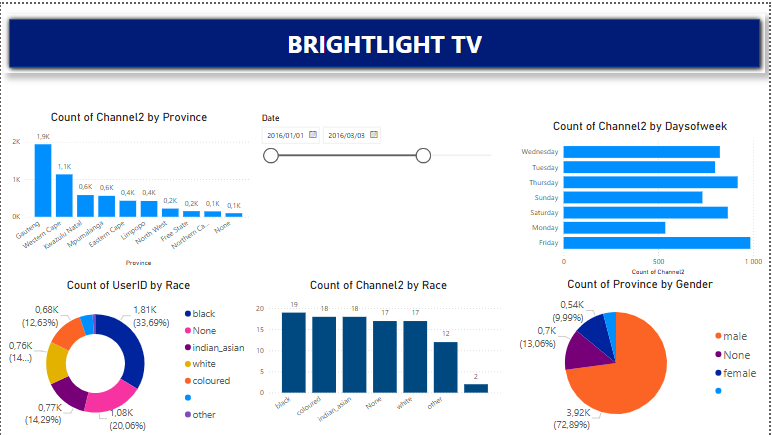 BRIGHTLIGHT TV
Count of Channel2 by Province
2K
1K
0K
1,9K
1,1K
0,6K
0,6K
0,4K
0,4K
0,2K
0,2K
0,1K
0,1K
Gauteng
Western Cape
Kwazulu Natal
Mpumalanga
Eastern Cape
Limpopo
North West
Free State
Northern Ca...
None
Province
Date
2016/01/01
2016/03/03
Count of Channel2 by Daysofweek
Wednesday
Tuesday
Thursday
Sunday
Saturday
Monday
Friday
0
500
1 000
Count of Channel2
Count of UserID by Race
1,81K
(33,69%)
1,08K
(20,06%)
0,77K
(14,29%)
0,76K
(14...)
0,68K
(12,63%)
black
None
indian_asian
white
coloured
other
Count of Channel2 by Race
20
15
10
5
0
19
18
18
17
17
12
2
black
coloured
indian_asian
None
white
other
Count of Province by Gender
0,54K
(9,99%)
0,7K
(13,06%)
3,92K
(72,89%)
male
None
female